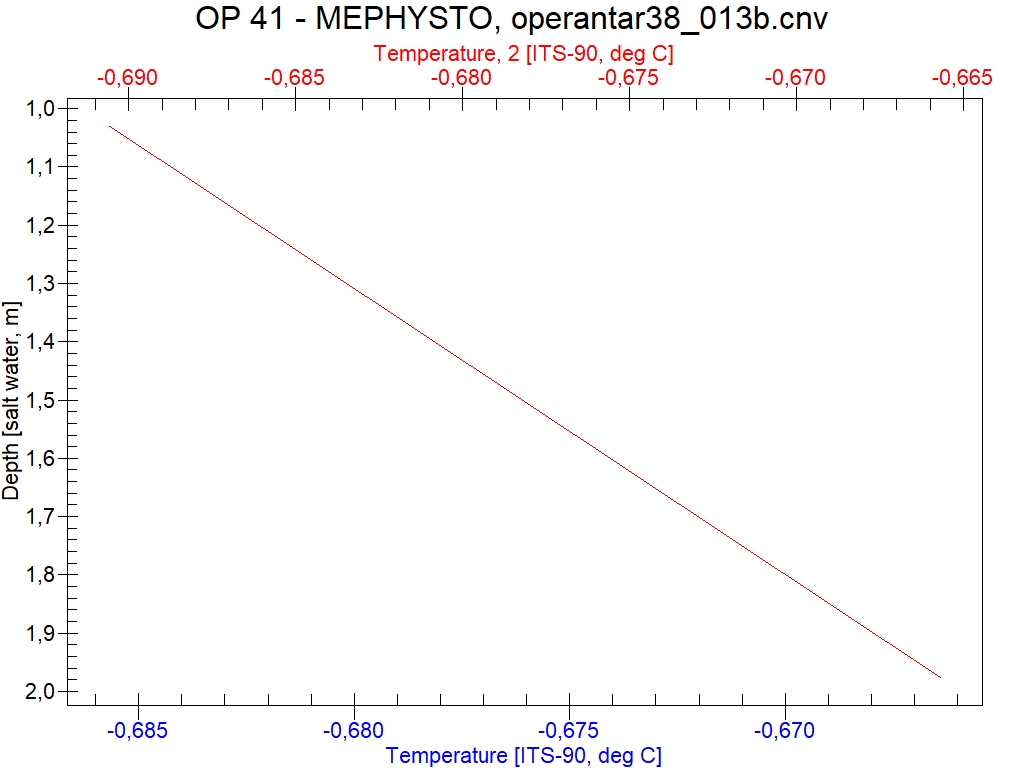 OP 41 - MEPHYSTO, operantar38_013b.cnv
Temperature, 2 [ITS-90, deg C]
-0,690 -0,685 -0,680 -0,675 -0,670 -0,665
1,0
1,1
1,2
1,3
1,4
1,5
1,6
1,7
1,8
1,9
2,0
Depth [salt water, m]
-0,685 -0,680 -0,675 -0,670
Temperature [ITS-90, deg C]